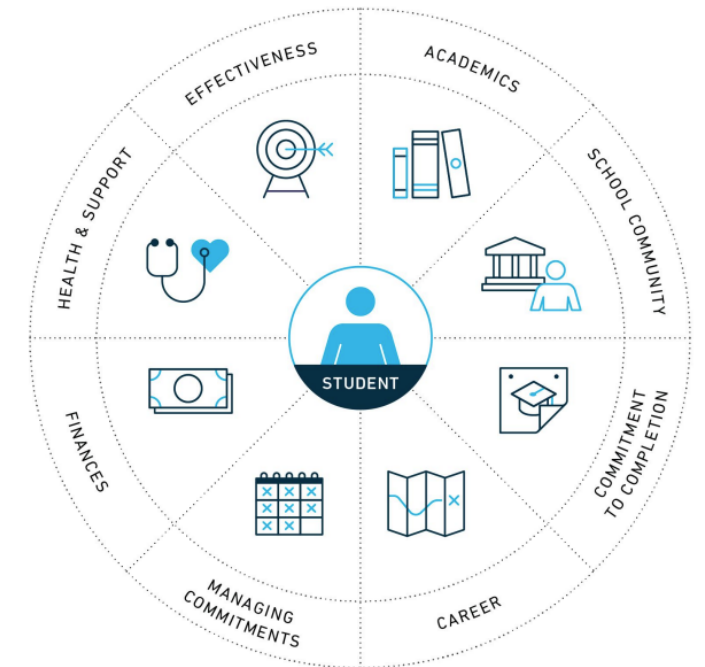 EFFECTIVENESS
ACADEMICS
SCHOOL COMMUNITY
COMMITMENT
TO COMPLETION
CAREER
MANAGING
COMMITMENTS
FINANCES
HEALTH & SUPPORT
STUDENT